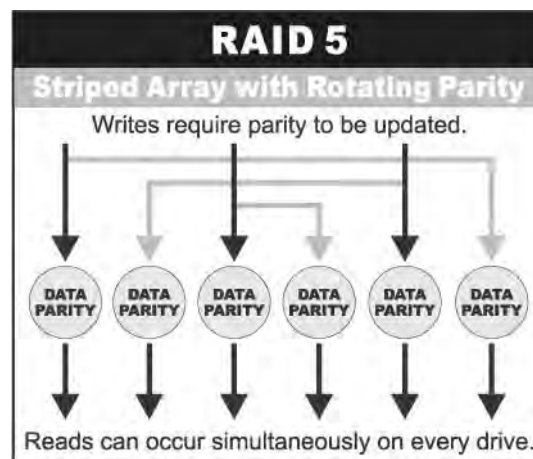 RAID 5
Striped Array with Rotating Parity
Writes require parity to be updated.
DATA PARITY
DATA PARITY
DATA PARITY
DATA PARITY
DATA PARITY
DATA PARITY
Reads can occur simultaneously on every drive.